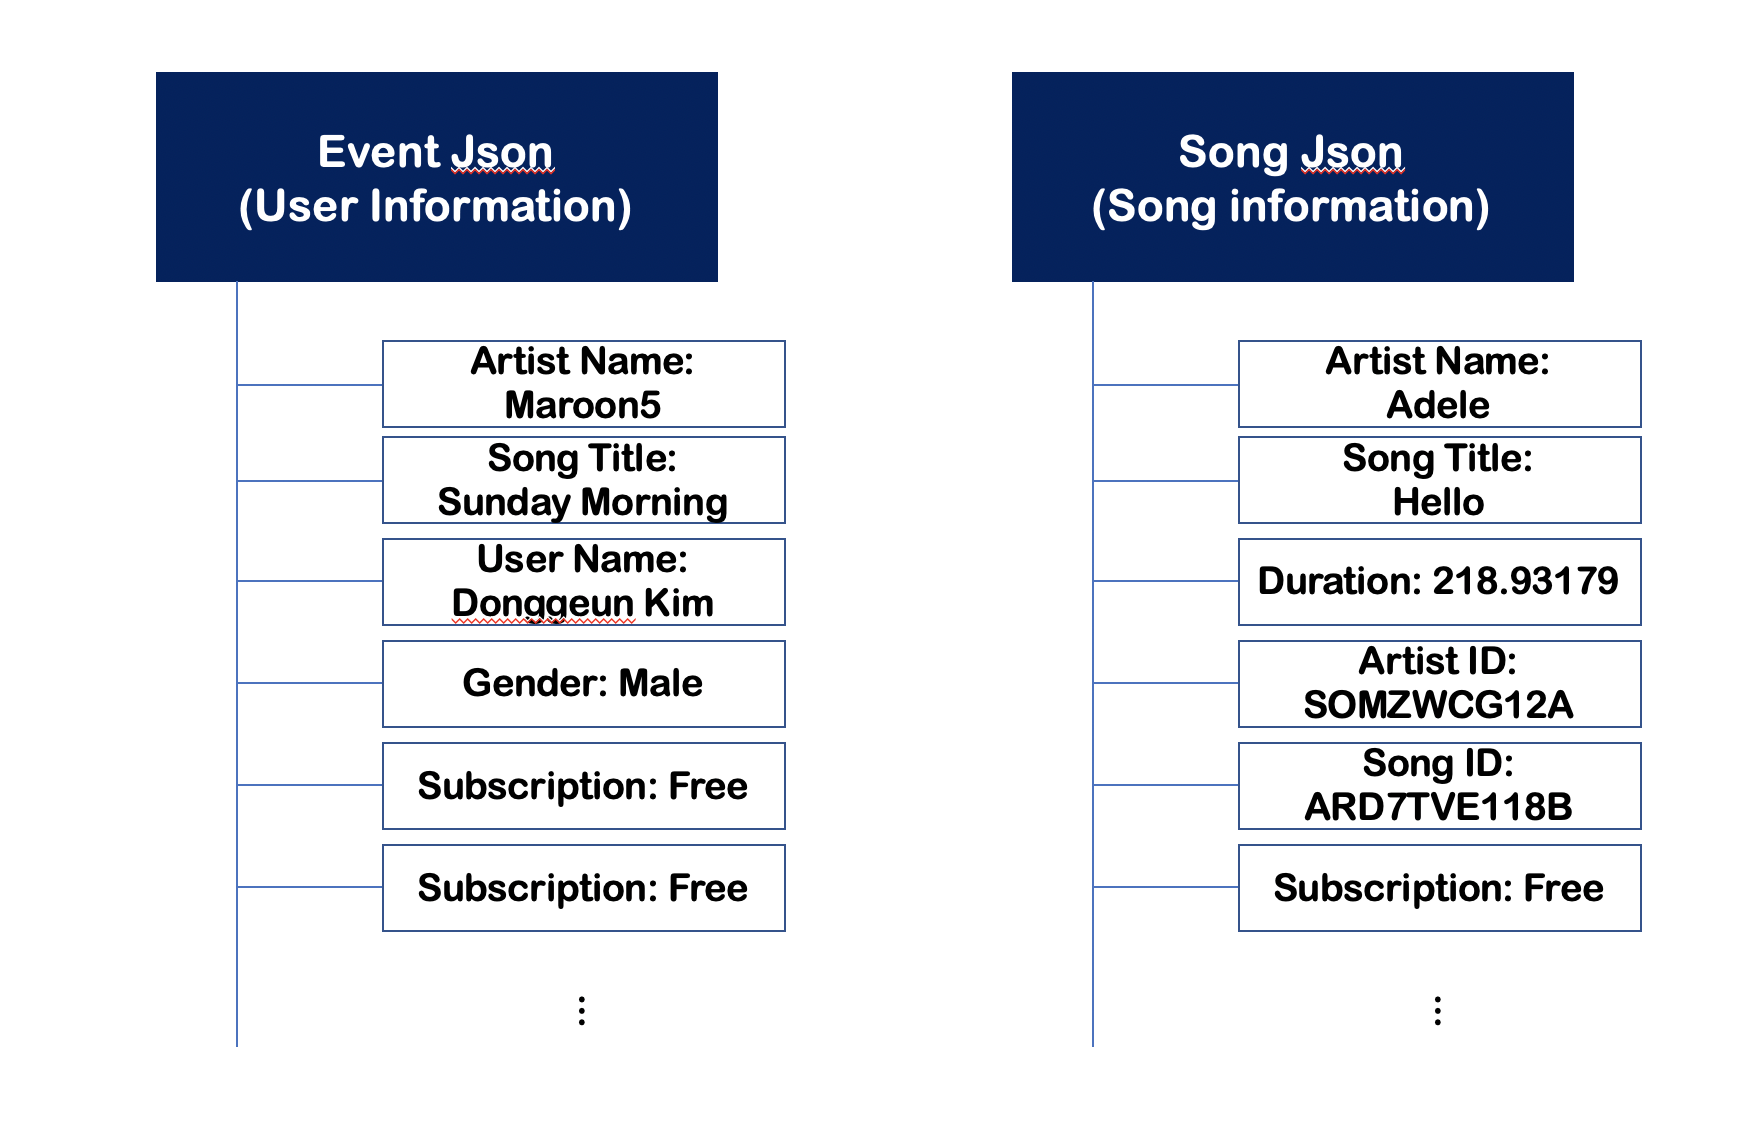 Event Json
(User Information)
Artist Name:
Maroon5
Song Title:
Sunday Morning
User Name:
Donggeun Kim
Gender: Male
Subscription: Free
Subscription: Free
⋮
Song Json
(Song information)
Artist Name:
Adele
Song Title:
Hello
Duration: 218.93179
Artist ID:
SOMZWCG12A
Song ID:
ARD7TVE118B
Subscription: Free
⋮